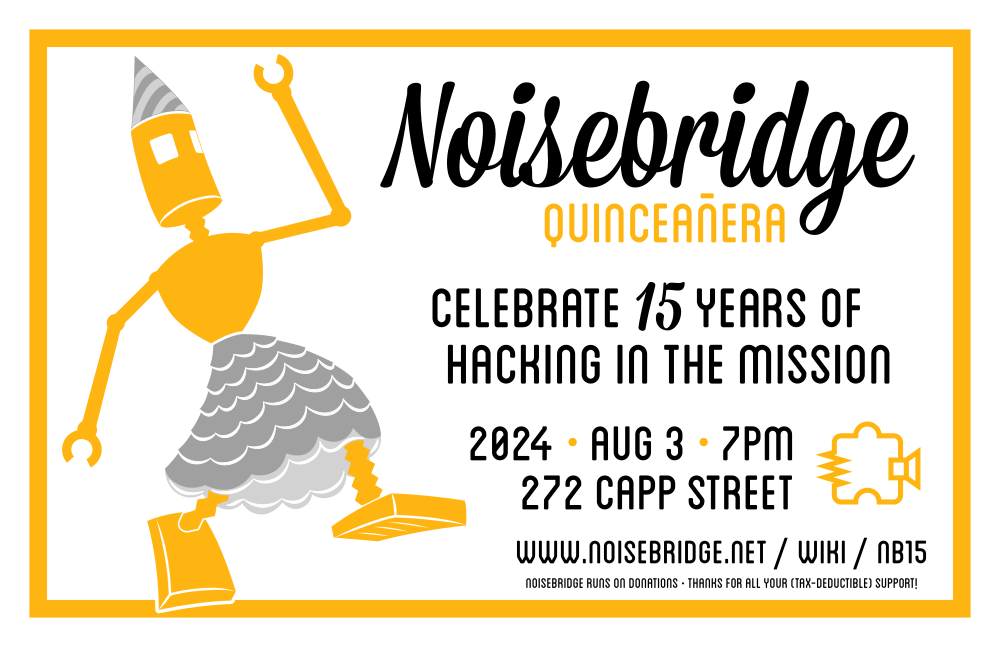 Noisebridge
QUINCEAÑERA
CELEBRATE 15 YEARS OF
HACKING IN THE MISSION
2024 • AUG 3 • 7PM
272 CAPP STREET
WWW.NOISEBRIDGE.NET / WIKI / NB15
NOISEBRIDGE RUNS ON DONATIONS · THANKS FOR ALL YOUR (TAX-DEDUCTIBLE) SUPPORT!